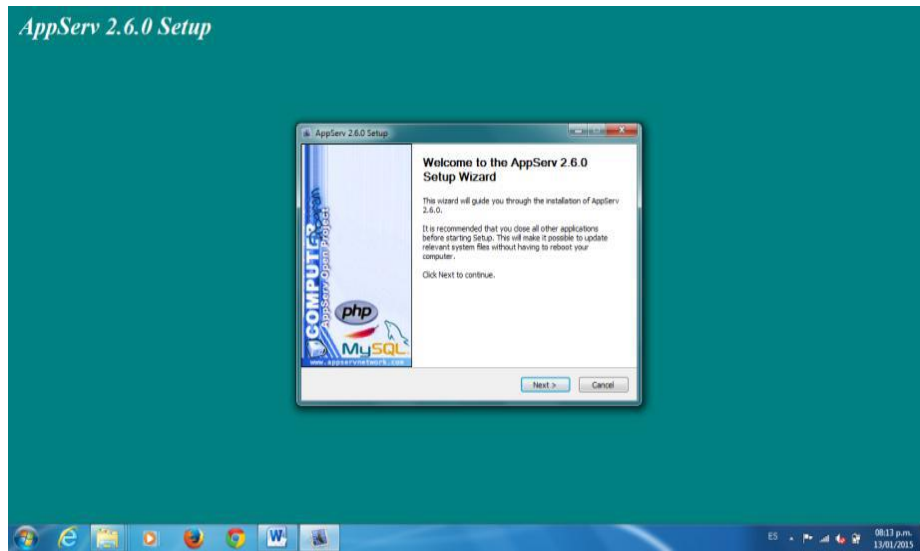 AppServ 2.6.0 Setup
AppServ 2.6.0 Setup
Welcome to the AppServ 2.6.0
Setup Wizard
This wizard will guide you through the installation of AppServ
2.6.0.
It is recommended that you close all other applications
before starting Setup. This will make it possible to update
relevant system files without having to reboot your
computer.
Click Next to continue.
COMPUTER
AppServ Open Project
php
MySQL
www.appservnetwork.com
Next >
Cancel
ES
08:13 p.m.
13/01/2015